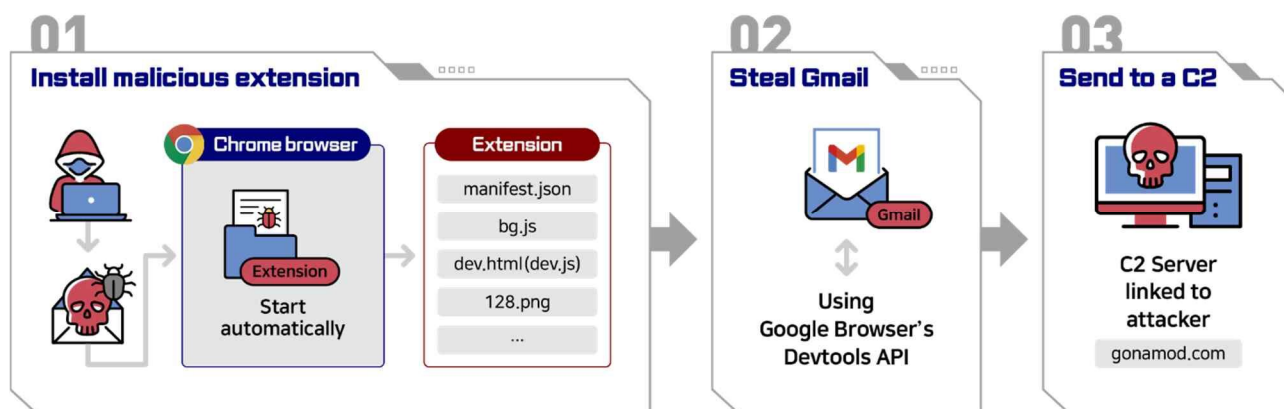 01
Install malicious extension
Chrome browser
Extension
Start
automatically
Extension
manifest.json
bg.js
dev.html(dev.js)
128.png
...
02
Steal Gmail
Gmail
Using
Google Browser's
Devtools API
03
Send to a C2
C2 Server
linked to
attacker
gonamod.com